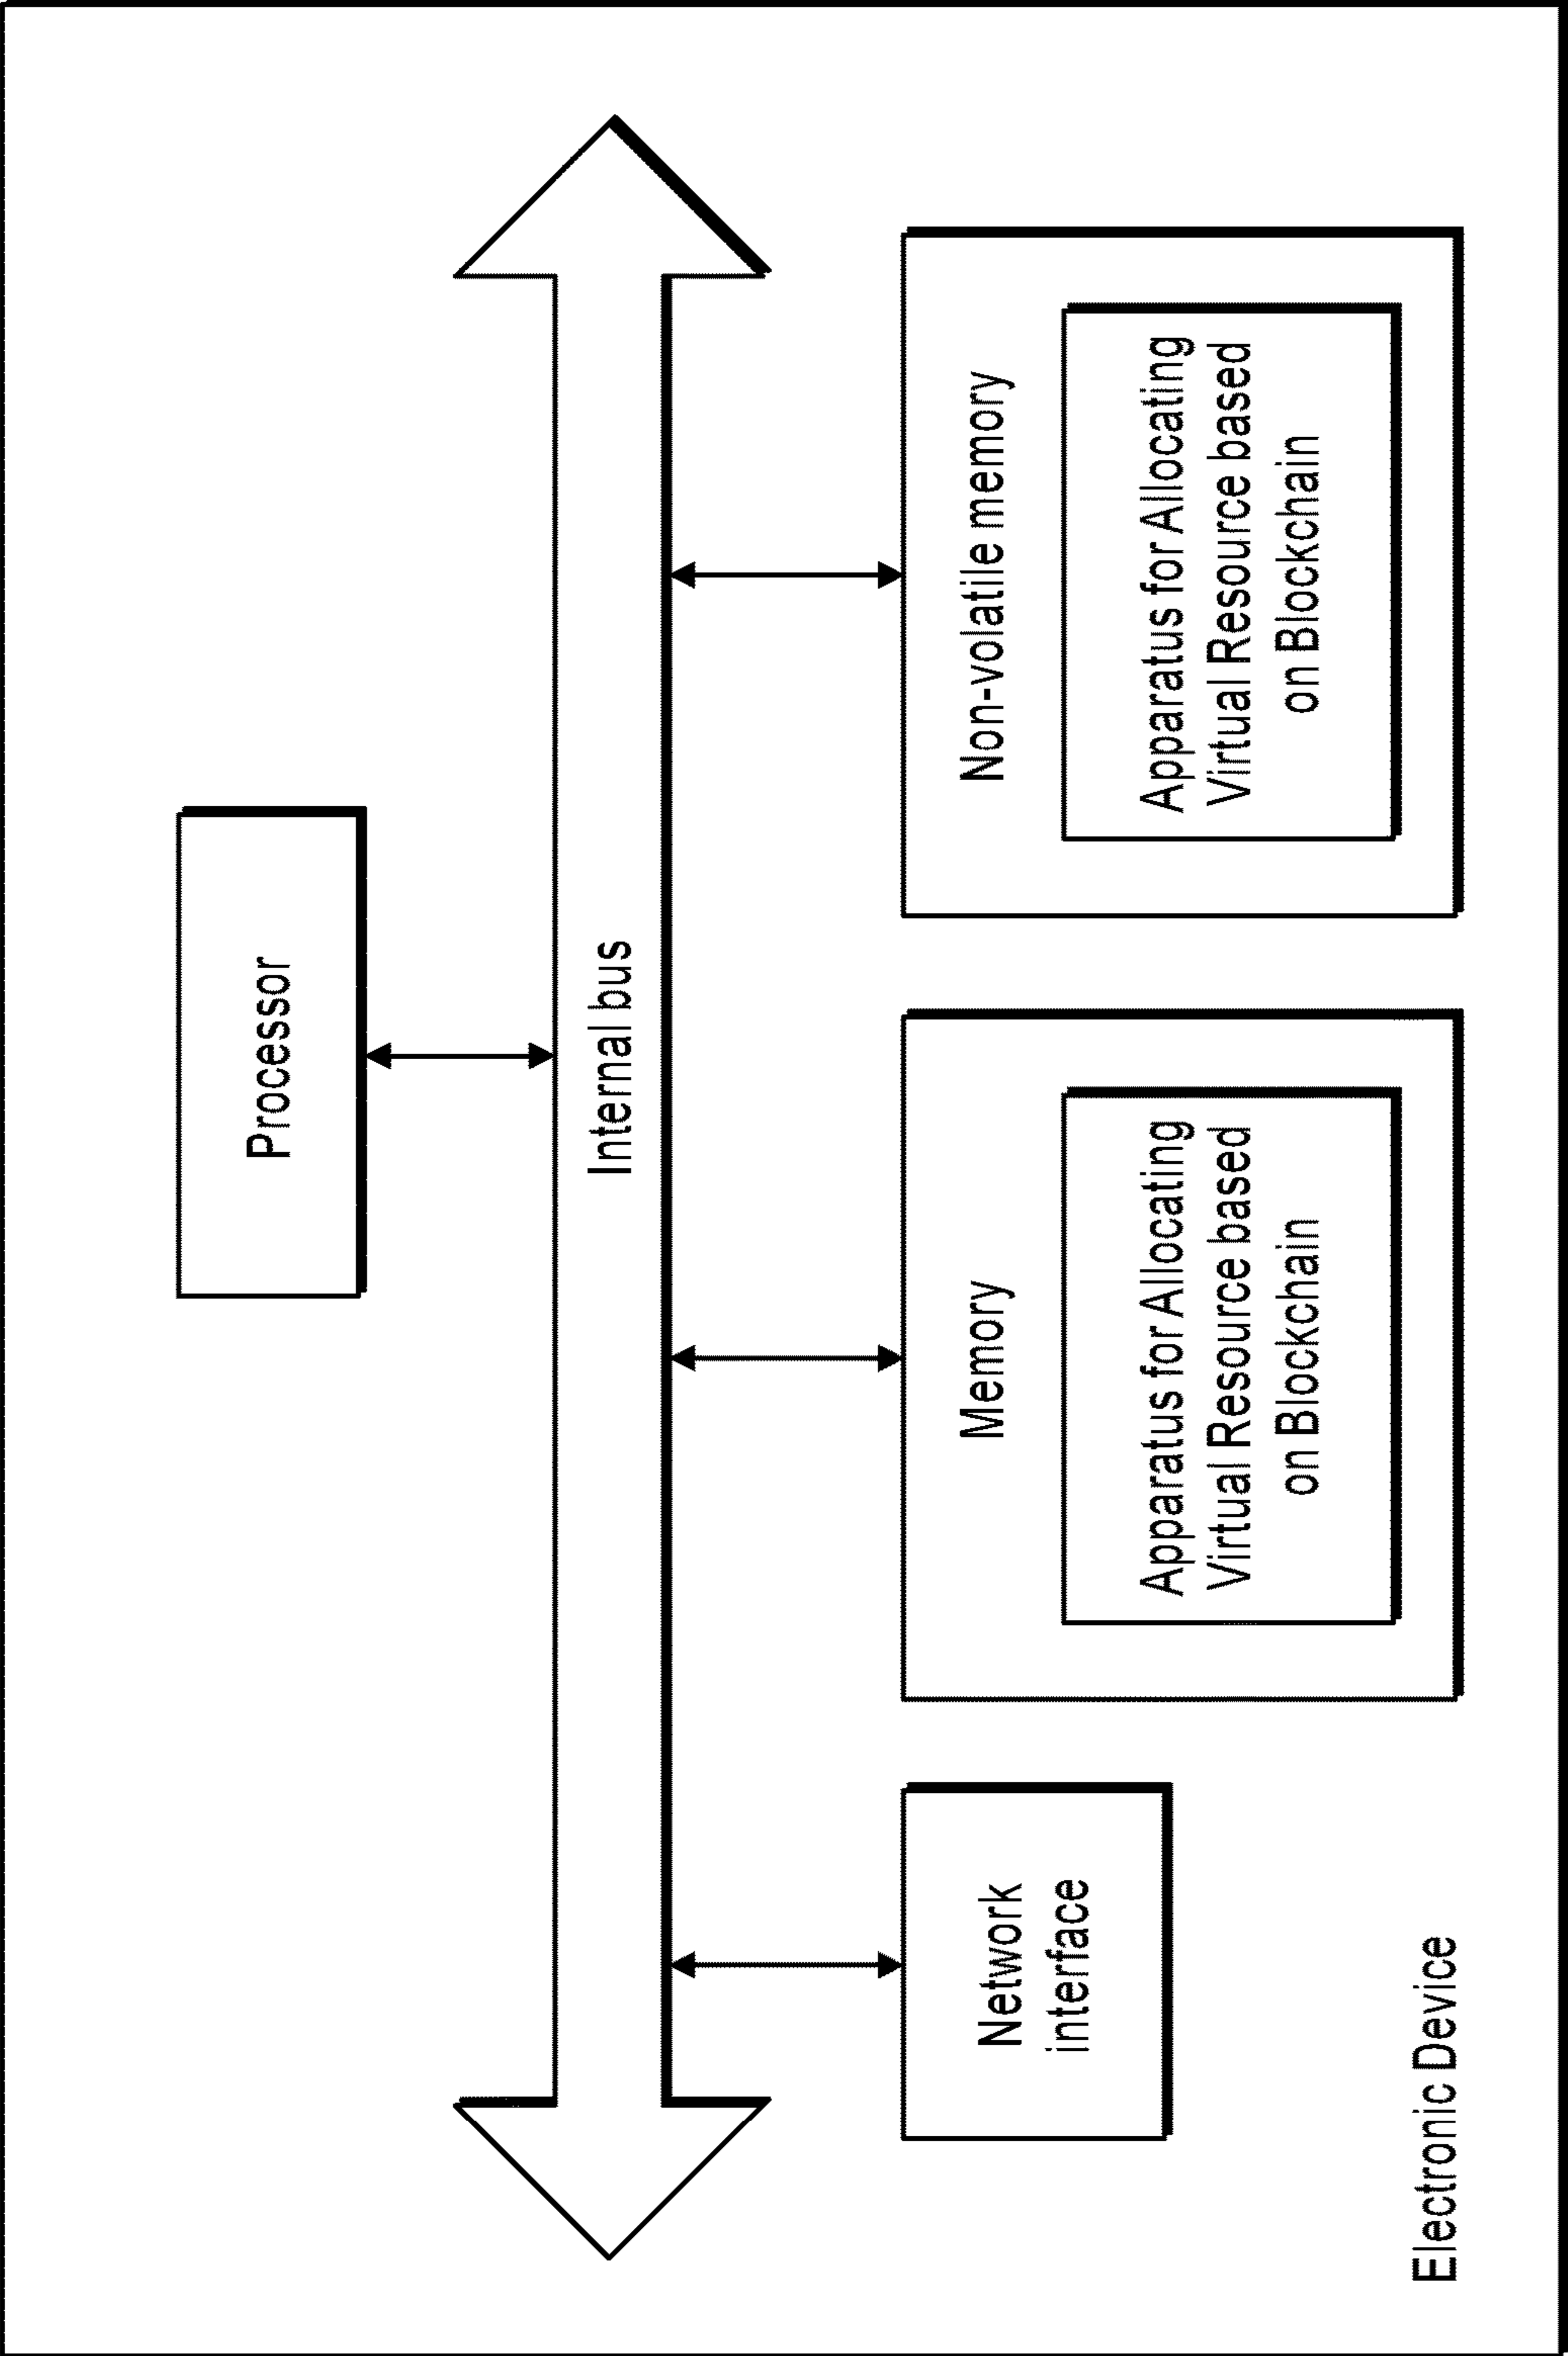 Processor
Internal bus
Network
interface
Memory
Apparatus for Allocating
Virtual Resource based
on Blockchain
Non-volatile memory
Apparatus for Allocating
Virtual Resource based
on Blockchain
Electronic Device